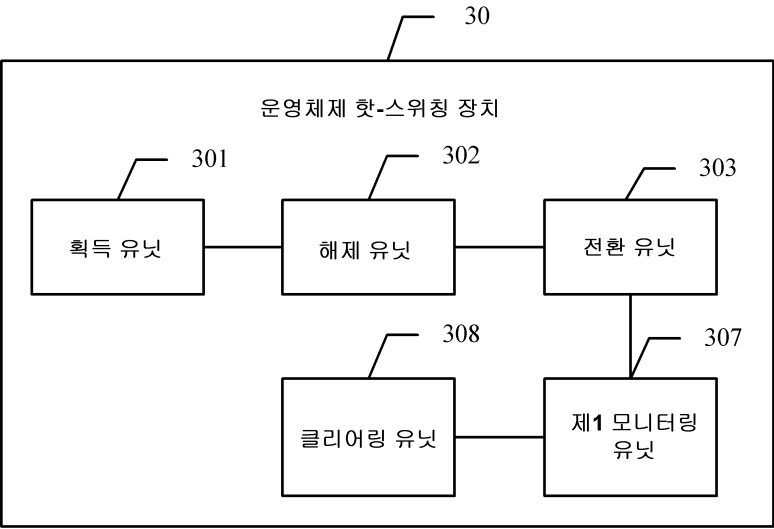 30
운영체제 핫-스위칭 장치
301
302
303
획득 유닛
해제 유닛
전환 유닛
308
307
클리어링 유닛
제1 모니터링
유닛